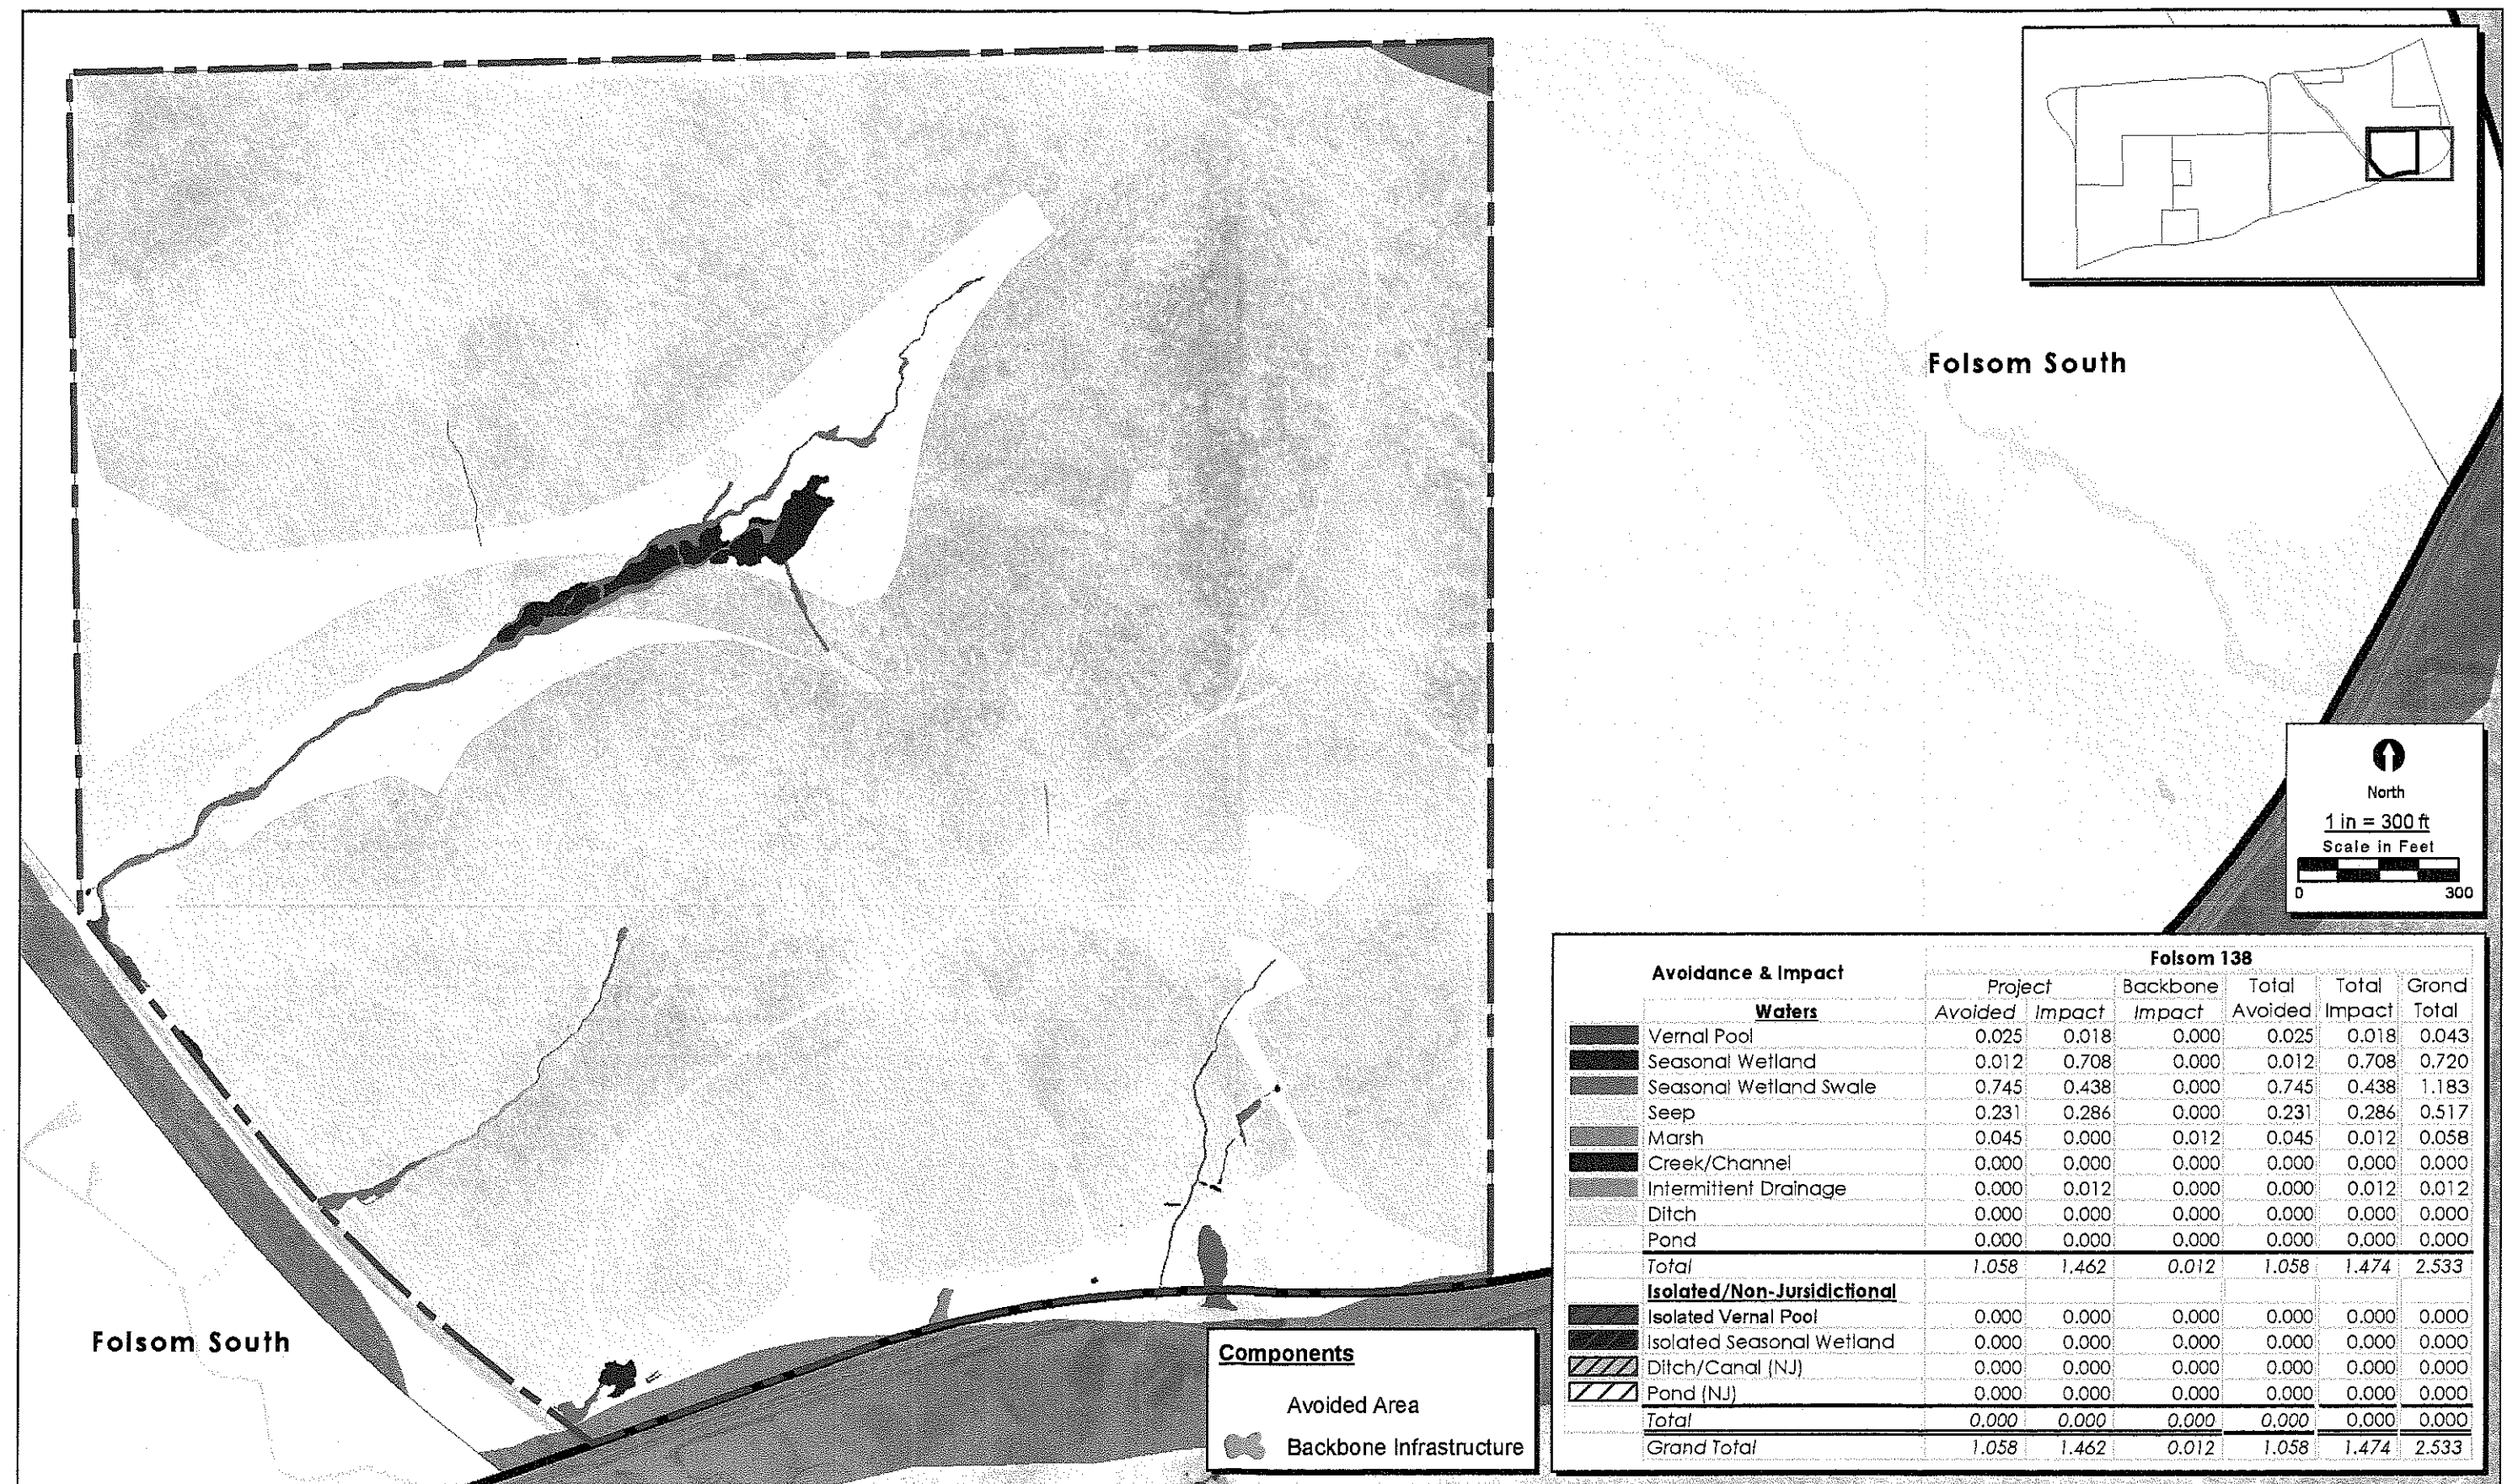 Folsom South
North
1 in = 300 ft
Scale in Feet
0 300
Folsom South
Components
Avoided Area
Backbone Infrastructure
Avoidance & Impact Folsom 138
Project Backbone Total Total Grond
Waters Avoided Impact Impact Avoided Impact Total
Vernal Pool 0.025 0.018 0.000 0.025 0.018 0.043
Seasonal Wetland 0.012 0.708 0.000 0.012 0.708 0.720
Seasonal Wetland Swale 0.745 0.438 0.000 0.745 0.438 1.183
Seep 0.231 0.286 0.000 0.231 0.286 0.517
Marsh 0.045 0.000 0.012 0.045 0.012 0.058
Creek/Channel 0.000 0.000 0.000 0.000 0.000 0.000
Intermittent Drainage 0.000 0.012 0.000 0.000 0.012 0.012
Ditch 0.000 0.000 0.000 0.000 0.000 0.000
Pond 0.000 0.000 0.000 0.000 0.000 0.000
Total 1.058 1.462 0.012 1.058 1.474 2.533
Isolated/Non-Jursidictional
Isolated Vernal Pool 0.000 0.000 0.000 0.000 0.000 0.000
Isolated Seasonal Wetland 0.000 0.000 0.000 0.000 0.000 0.000
Ditch/Canal (NJ) 0.000 0.000 0.000 0.000 0.000 0.000
Pond (NJ) 0.000 0.000 0.000 0.000 0.000 0.000
Total 0.000 0.000 0.000 0.000 0.000 0.000
Grand Total 1.058 1.462 0.012 1.058 1.474 2.533